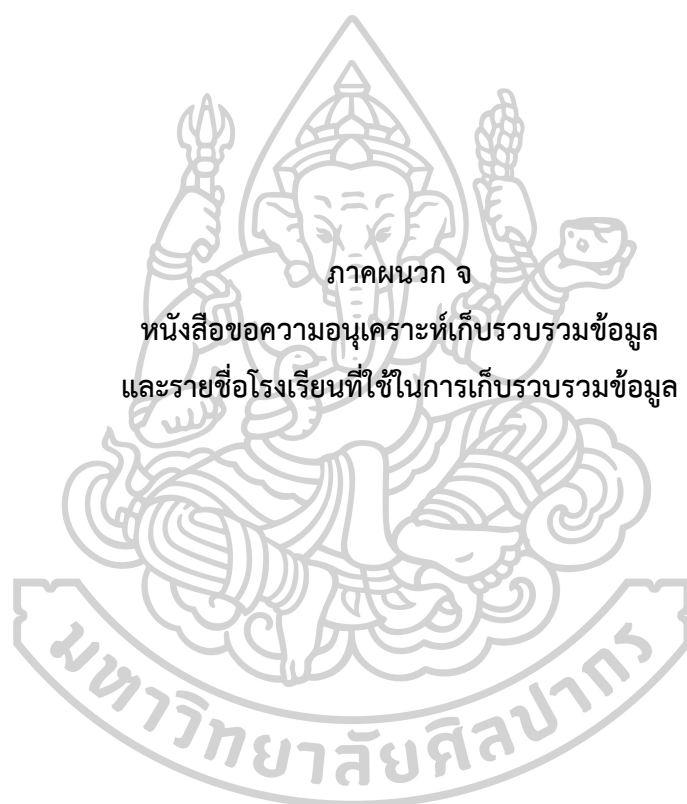 ภาคผนวก จ
หนังสือขอความอนุเคราะห์เก็บรวบรวมข้อมูล
และรายชื่อโรงเรียนที่ใช้ในการเก็บรวบรวมข้อมูล
มหาวิทยาลัยศิลปากร